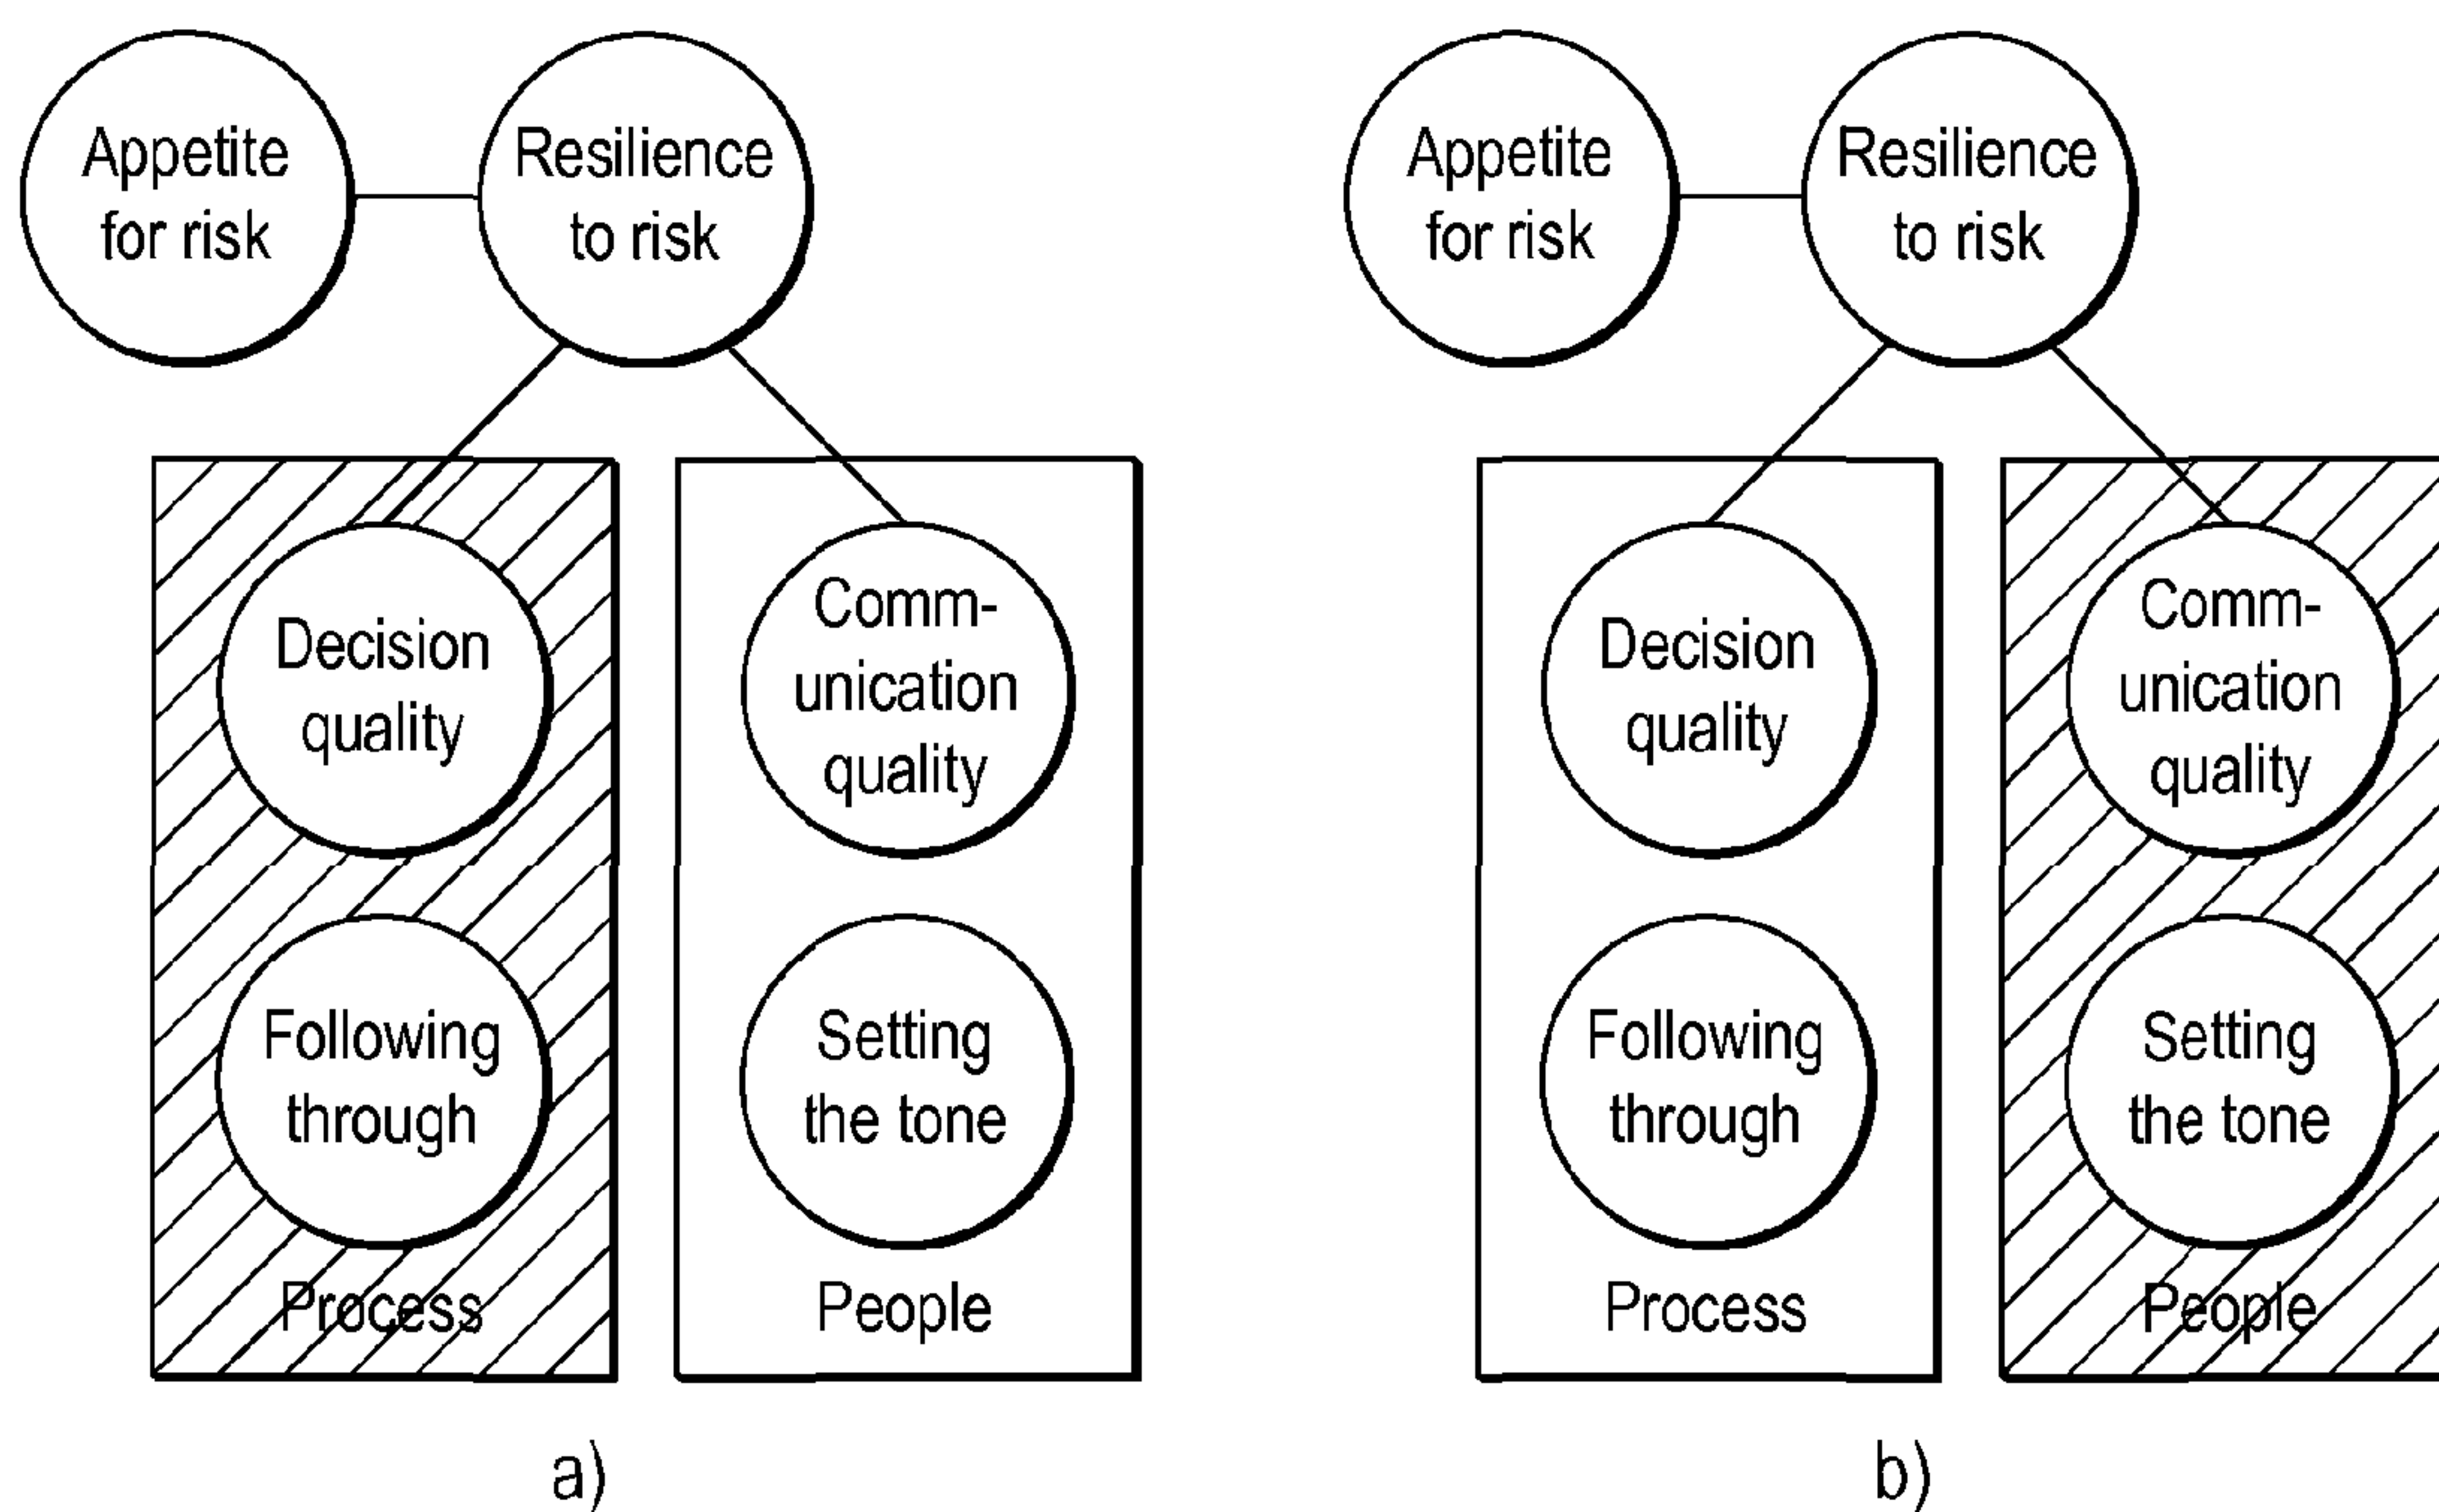 Appetite
for risk
Resilience
to risk
Decision
quality
Following
through
Process
Comm-
unication
quality
Setting
the tone
People
a)
Appetite
for risk
Resilience
to risk
Decision
quality
Following
through
Process
Comm-
unication
quality
Setting
the tone
People
b)